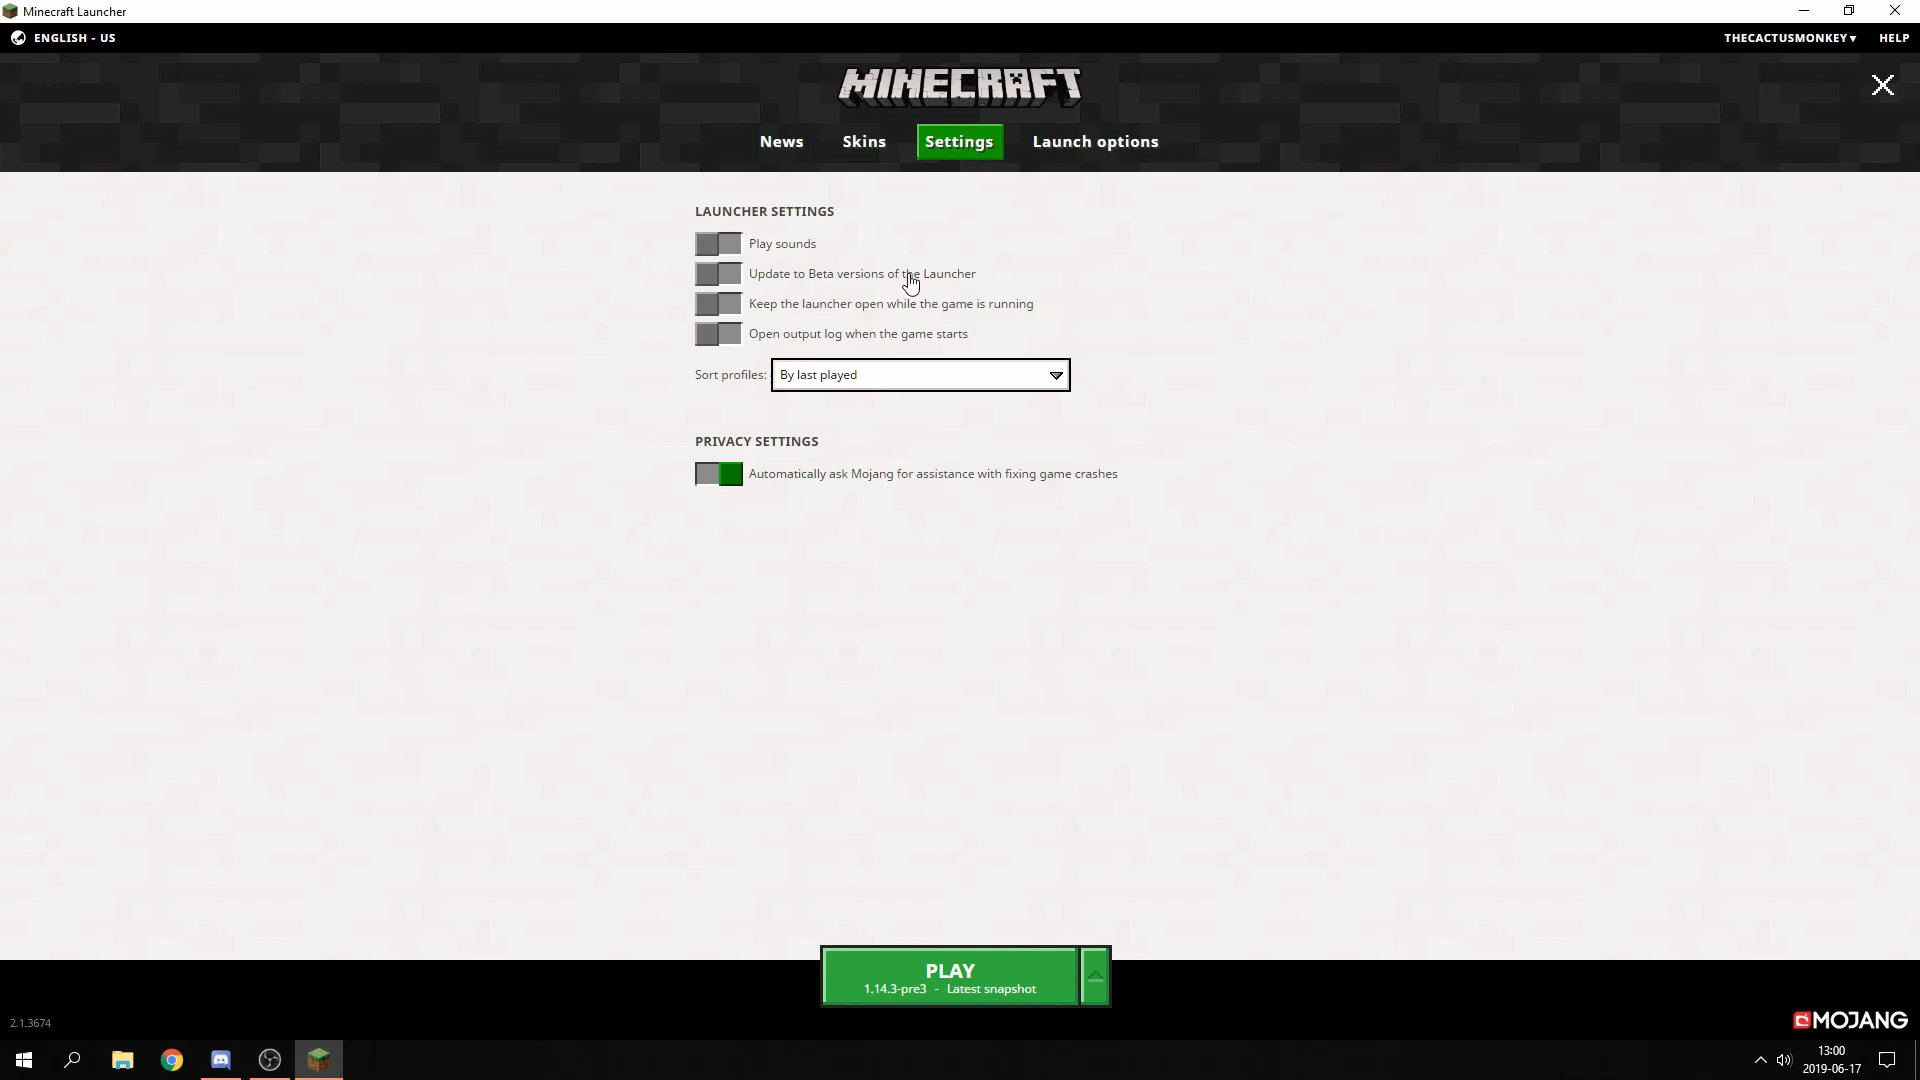 Minecraft Launcher
ENGLISH - US
THECACTUSMONKEY
HELP
MINECRAFT
News
Skins
Settings
Launch options
LAUNCHER SETTINGS
Play sounds
Update to Beta versions of the Launcher
Keep the launcher open while the game is running
Open output log when the game starts
Sort profiles:
By last played
PRIVACY SETTINGS
Automatically ask Mojang for assistance with fixing game crashes
PLAY
1.14.3-pre3 - Latest snapshot
2.1.3674
MOJANG
13:00
2019-06-17